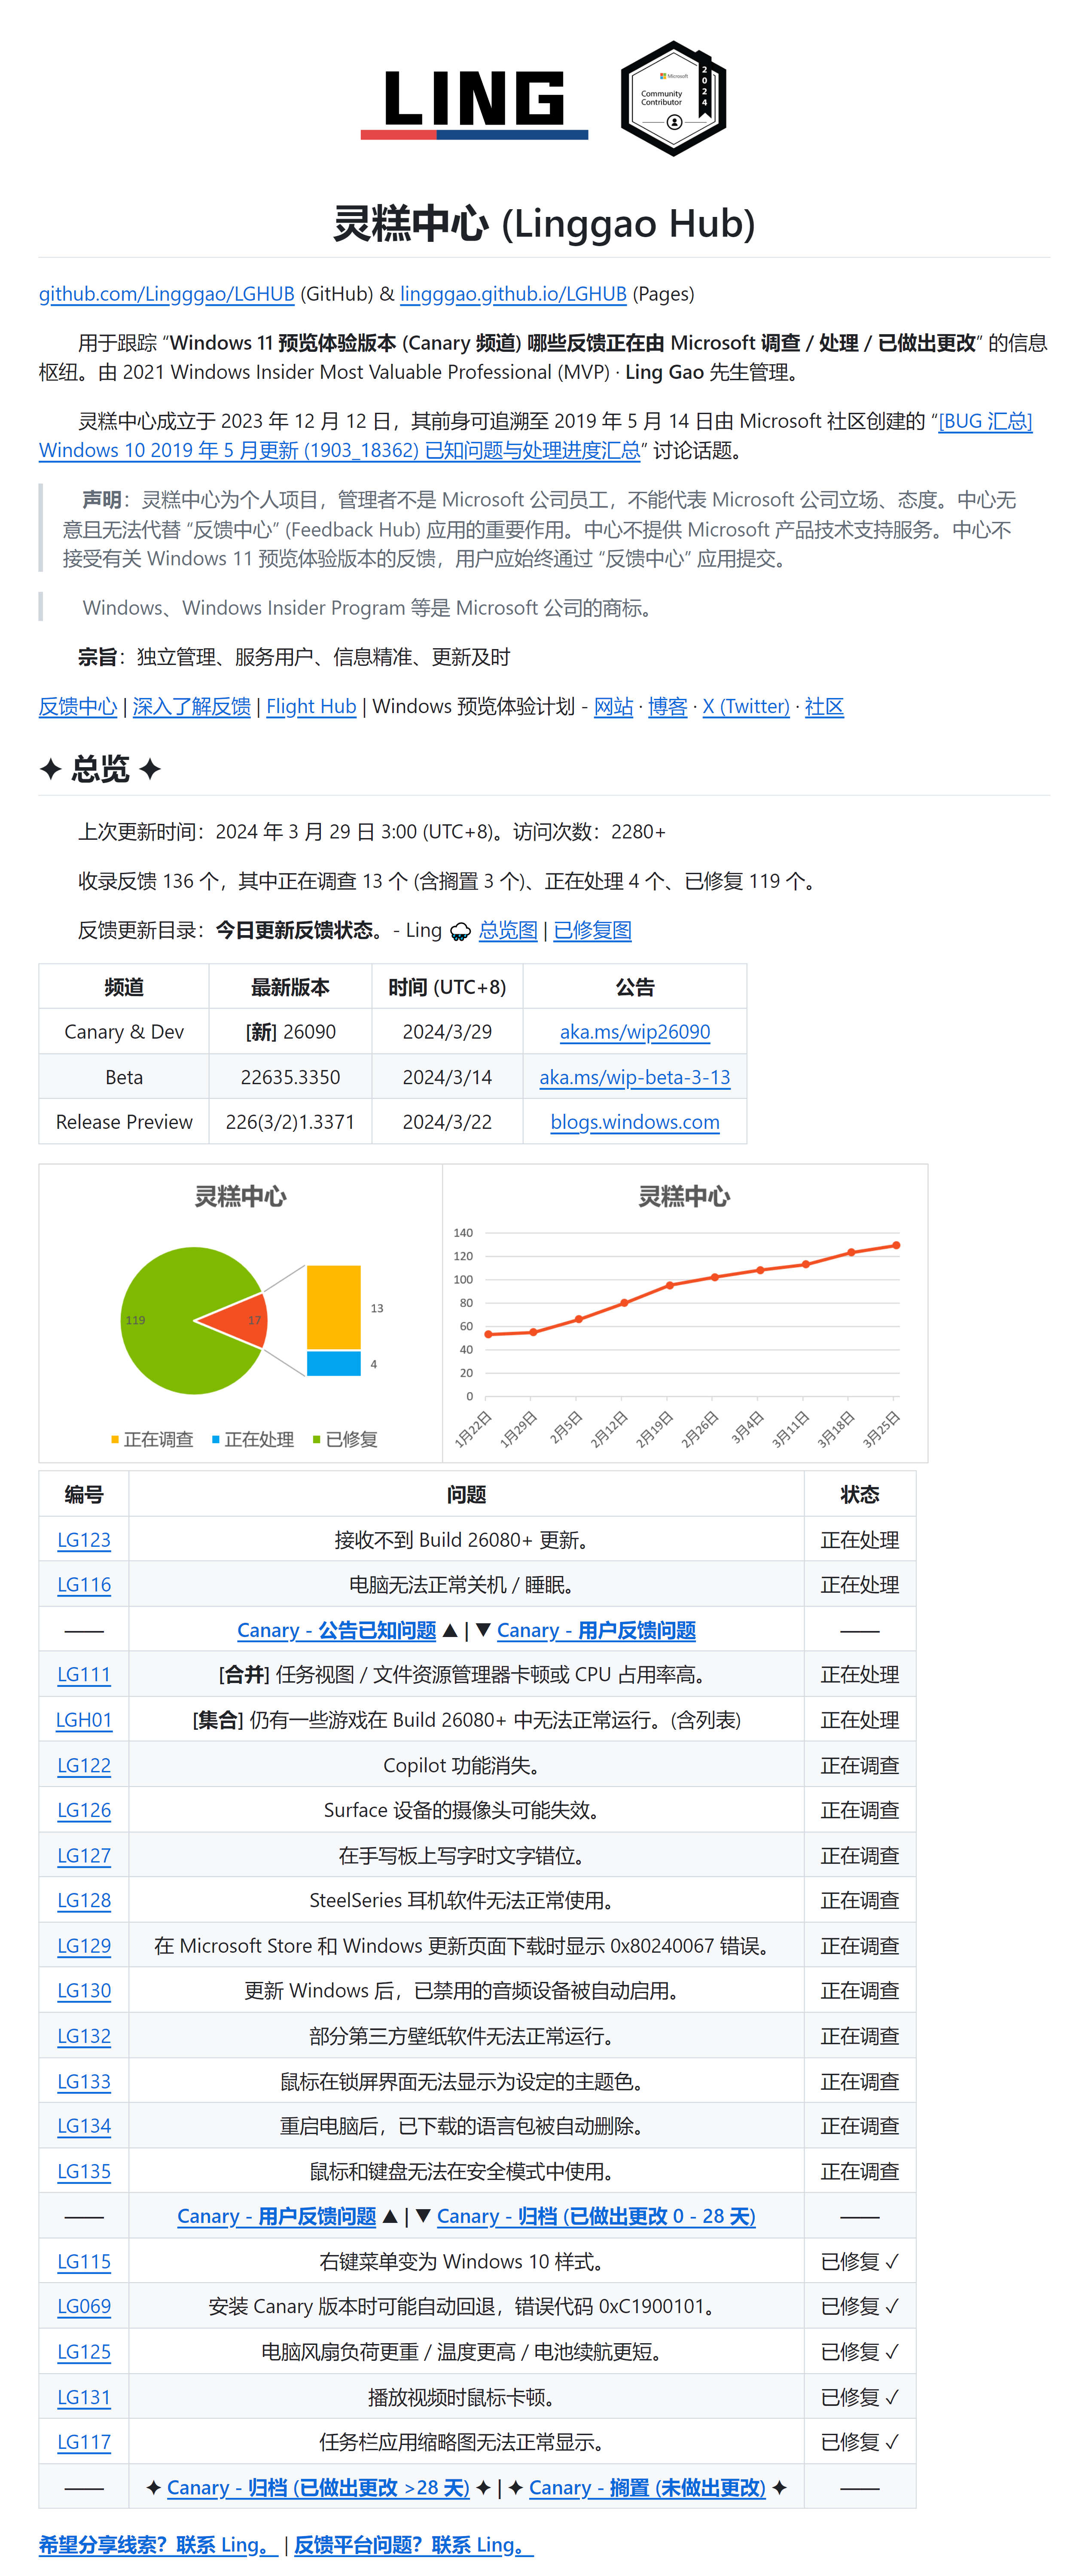 LING
Microsoft
Community
Contributor
2024
灵糕中心 (Linggao Hub)
github.com/Lingggao/LGHUB (GitHub) & lingggao.github.io/LGHUB (Pages)
用于跟踪 “Windows 11 预览体验版本 (Canary 频道) 哪些反馈正在由 Microsoft 调查 / 处理 / 已做出更改” 的信息
枢纽。由 2021 Windows Insider Most Valuable Professional (MVP) · Ling Gao 先生管理。
灵糕中心成立于 2023 年 12 月 12 日，其前身可追溯至 2019 年 5 月 14 日由 Microsoft 社区创建的 “[BUG 汇总]
Windows 10 2019 年 5 月更新 (1903_18362) 已知问题与处理进度汇总” 讨论话题。
声明：灵糕中心为个人项目，管理者不是 Microsoft 公司员工，不能代表 Microsoft 公司立场、态度。中心无
意且无法代替 “反馈中心” (Feedback Hub) 应用的重要作用。中心不提供 Microsoft 产品技术支持服务。中心不
接受有关 Windows 11 预览体验版本的反馈，用户应始终通过 “反馈中心” 应用提交。
Windows、Windows Insider Program 等是 Microsoft 公司的商标。
宗旨：独立管理、服务用户、信息精准、更新及时
反馈中心 | 深入了解反馈 | Flight Hub | Windows 预览体验计划 - 网站 · 博客 · X (Twitter) · 社区
✦ 总览 ✦
上次更新时间：2024 年 3 月 29 日 3:00 (UTC+8)。访问次数：2280+
收录反馈 136 个，其中正在调查 13 个 (含搁置 3 个)、正在处理 4 个、已修复 119 个。
反馈更新目录：今日更新反馈状态。- Ling 🌧 总览图 | 已修复图
频道 最新版本 时间 (UTC+8) 公告
Canary & Dev [新] 26090 2024/3/29 aka.ms/wip26090
Beta 22635.3350 2024/3/14 aka.ms/wip-beta-3-13
Release Preview 226(3/2)1.3371 2024/3/22 blogs.windows.com
灵糕中心
119
17
13
4
正在调查 正在处理 已修复
灵糕中心
140
120
100
80
60
40
20
0
1月22日 1月29日 2月5日 2月12日 2月19日 2月26日 3月4日 3月11日 3月18日 3月25日
编号 问题 状态
LG123 接收不到 Build 26080+ 更新。 正在处理
LG116 电脑无法正常关机 / 睡眠。 正在处理
—— Canary - 公告已知问题 ▲ | ▼ Canary - 用户反馈问题 ——
LG111 [合并] 任务视图 / 文件资源管理器卡顿或 CPU 占用率高。 正在处理
LGH01 [集合] 仍有一些游戏在 Build 26080+ 中无法正常运行。(含列表) 正在处理
LG122 Copilot 功能消失。 正在调查
LG126 Surface 设备的摄像头可能失效。 正在调查
LG127 在手写板上写字时文字错位。 正在调查
LG128 SteelSeries 耳机软件无法正常使用。 正在调查
LG129 在 Microsoft Store 和 Windows 更新页面下载时显示 0x80240067 错误。 正在调查
LG130 更新 Windows 后，已禁用的音频设备被自动启用。 正在调查
LG132 部分第三方壁纸软件无法正常运行。 正在调查
LG133 鼠标在锁屏界面无法显示为设定的主题色。 正在调查
LG134 重启电脑后，已下载的语言包被自动删除。 正在调查
LG135 鼠标和键盘无法在安全模式中使用。 正在调查
—— Canary - 用户反馈问题 ▲ | ▼ Canary - 归档 (已做出更改 0 - 28 天) ——
LG115 右键菜单变为 Windows 10 样式。 已修复 ✓
LG069 安装 Canary 版本时可能自动回退，错误代码 0xC1900101。 已修复 ✓
LG125 电脑风扇负荷更重 / 温度更高 / 电池续航更短。 已修复 ✓
LG131 播放视频时鼠标卡顿。 已修复 ✓
LG117 任务栏应用缩略图无法正常显示。 已修复 ✓
—— ✦ Canary - 归档 (已做出更改 >28 天) ✦ | ✦ Canary - 搁置 (未做出更改) ✦ ——
希望分享线索？联系 Ling。 | 反馈平台问题？联系 Ling。